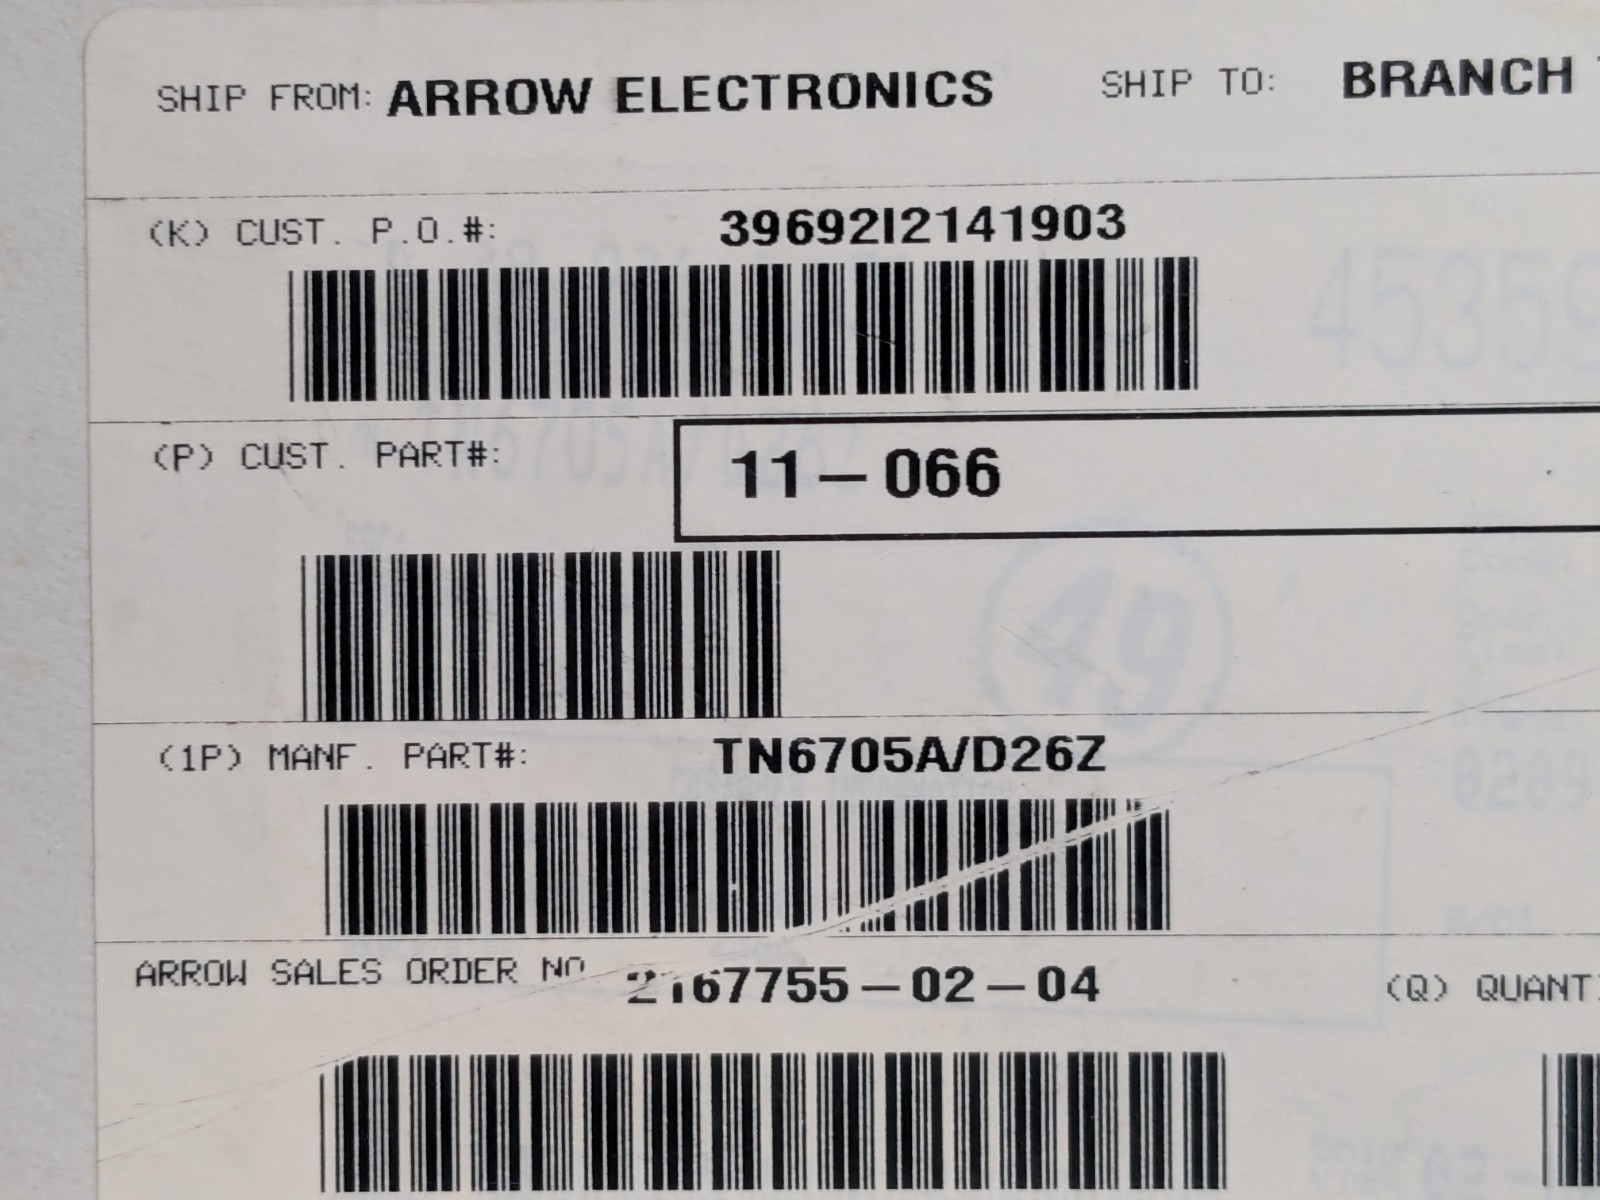 SHIP FROM: ARROW ELECTRONICS SHIP TO: BRANCH
(K) CUST. P.O.#: 39692I2141903
(P) CUST. PART#: 11-066
(1P) MANF. PART#: TN6705A/D26Z
ARROW SALES ORDER NO 2167755-02-04 (Q) QUANTI